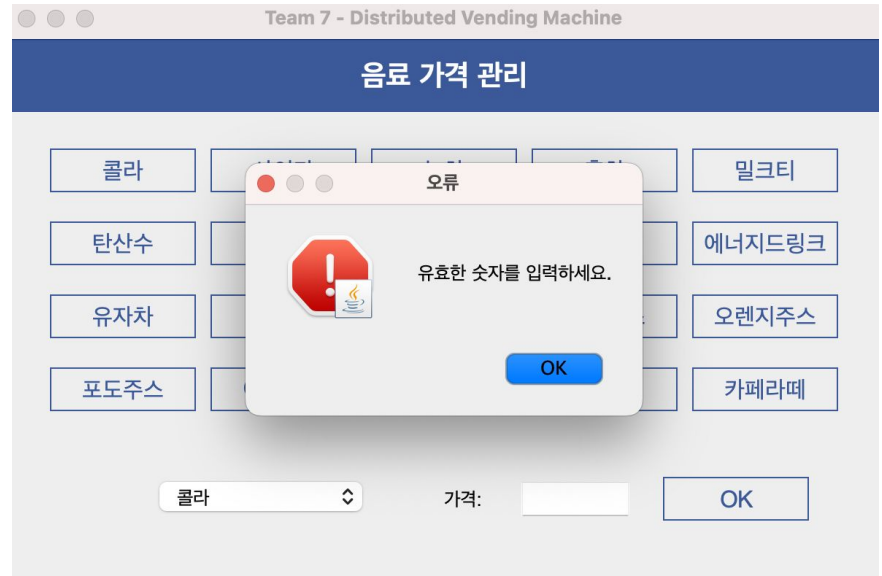 Team 7 - Distributed Vending Machine
음료 가격 관리
콜라
밀크티
오류
탄산수
에너지드링크
유효한 숫자를 입력하세요.
유자차
오렌지주스
OK
포도주스
카페라떼
콜라
가격:
OK